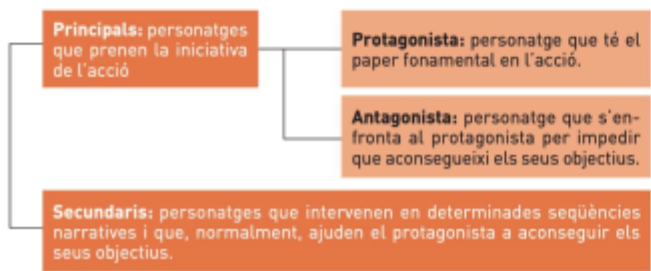 Principals: personatges
que prenen la iniciativa
de l'acció
Protagonista: personatge que té el
paper fonamental en l'acció.
Antagonista: personatge que s'en-
fronta al protagonista per impedir
que aconsegueixi els seus objectius.
Secundaris: personatges que intervenen en determinades seqüències
narratives i que, normalment, ajuden el protagonista a aconseguir els
seus objectius.